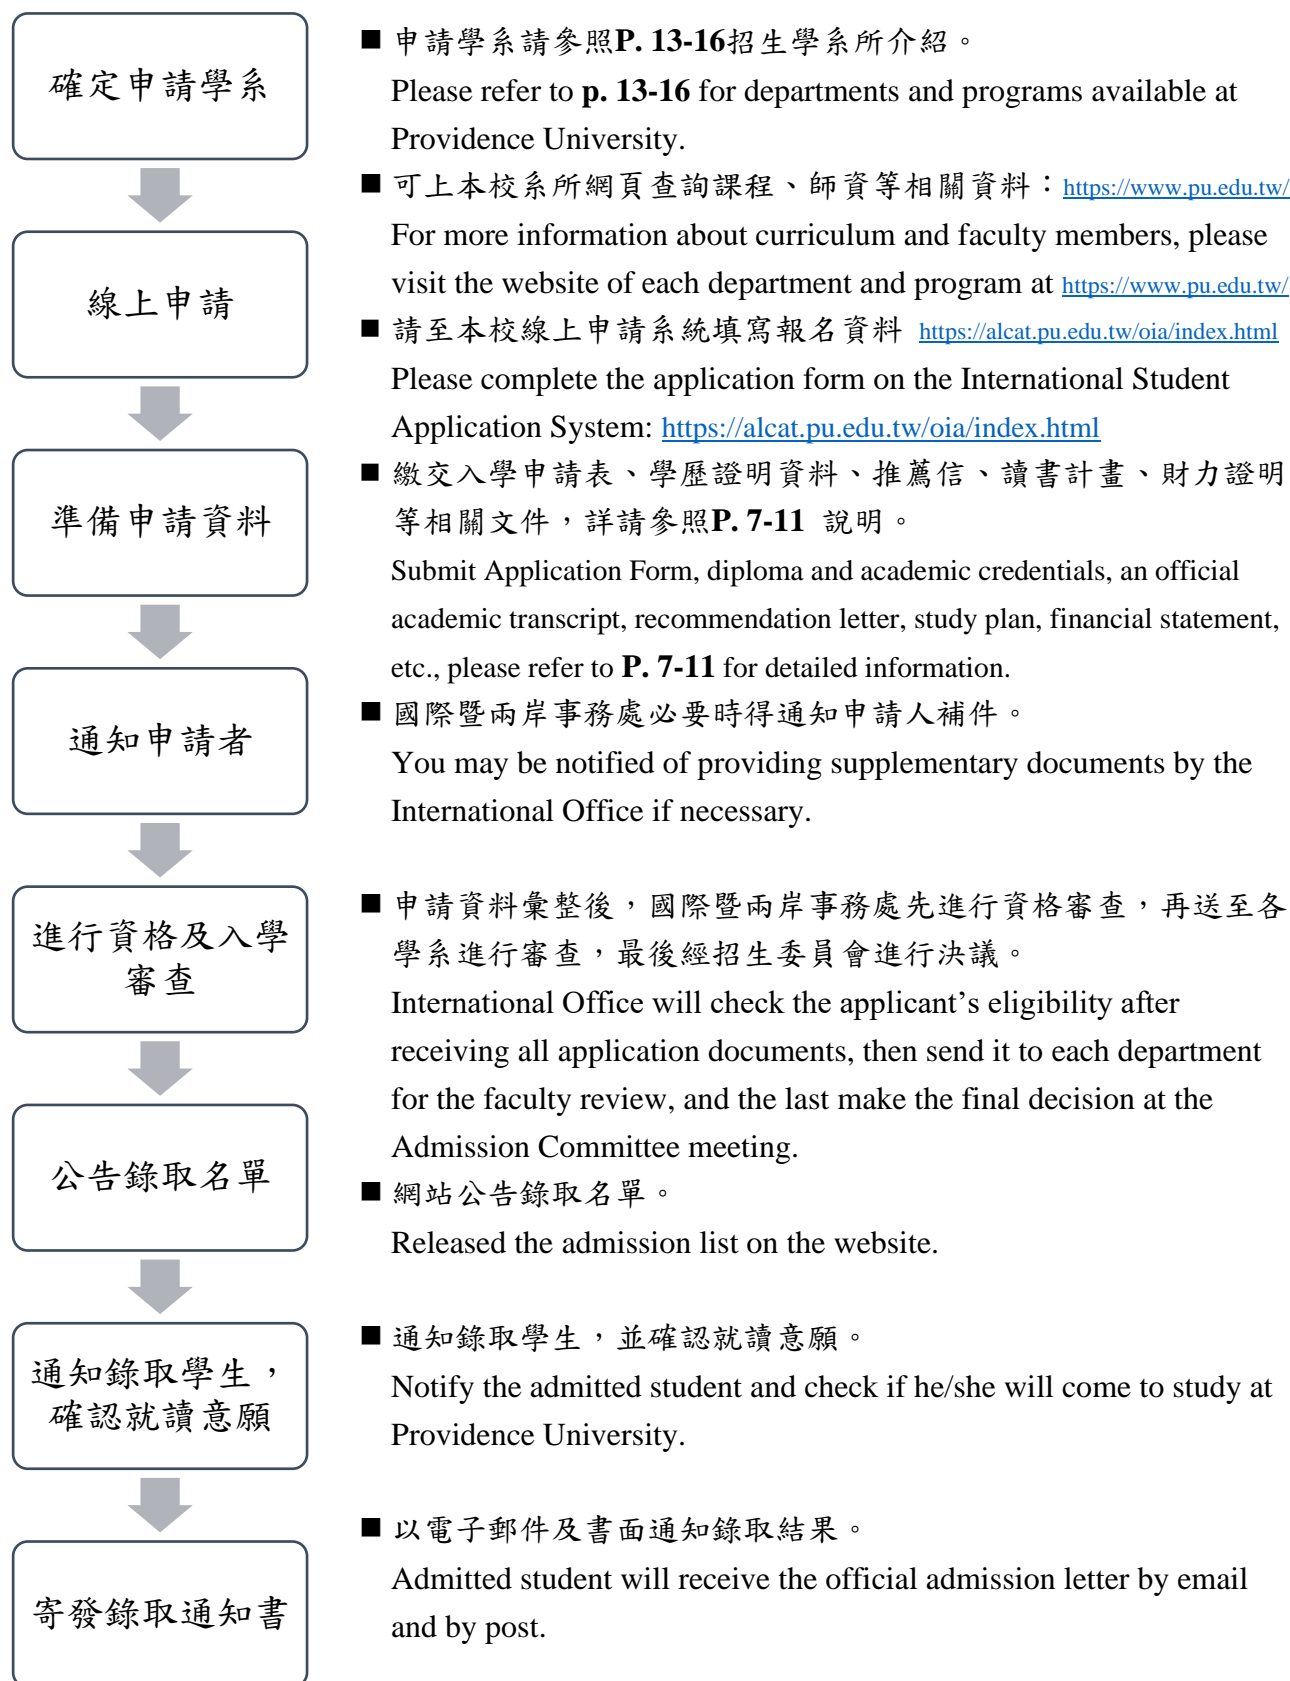 確定申請學系
線上申請
準備申請資料
通知申請者
進行資格及入學
審查
公告錄取名單
通知錄取學生，
確認就讀意願
寄發錄取通知書
■ 申請學系請參照P. 13-16招生學系所介紹。
Please refer to p. 13-16 for departments and programs available at
Providence University.
■ 可上本校系所網頁查詢課程、師資等相關資料：https://www.pu.edu.tw/
For more information about curriculum and faculty members, please
visit the website of each department and program at https://www.pu.edu.tw/
■ 請至本校線上申請系統填寫報名資料 https://alcat.pu.edu.tw/oia/index.html
Please complete the application form on the International Student
Application System: https://alcat.pu.edu.tw/oia/index.html
■ 繳交入學申請表、學歷證明資料、推薦信、讀書計畫、財力證明
等相關文件，詳請參照P. 7-11 說明。
Submit Application Form, diploma and academic credentials, an official
academic transcript, recommendation letter, study plan, financial statement,
etc., please refer to P. 7-11 for detailed information.
■ 國際暨兩岸事務處必要時得通知申請人補件。
You may be notified of providing supplementary documents by the
International Office if necessary.
■ 申請資料彙整後，國際暨兩岸事務處先進行資格審查，再送至各
學系進行審查，最後經招生委員會進行決議。
International Office will check the applicant’s eligibility after
receiving all application documents, then send it to each department
for the faculty review, and the last make the final decision at the
Admission Committee meeting.
■ 網站公告錄取名單。
Released the admission list on the website.
■ 通知錄取學生，並確認就讀意願。
Notify the admitted student and check if he/she will come to study at
Providence University.
■ 以電子郵件及書面通知錄取結果。
Admitted student will receive the official admission letter by email
and by post.